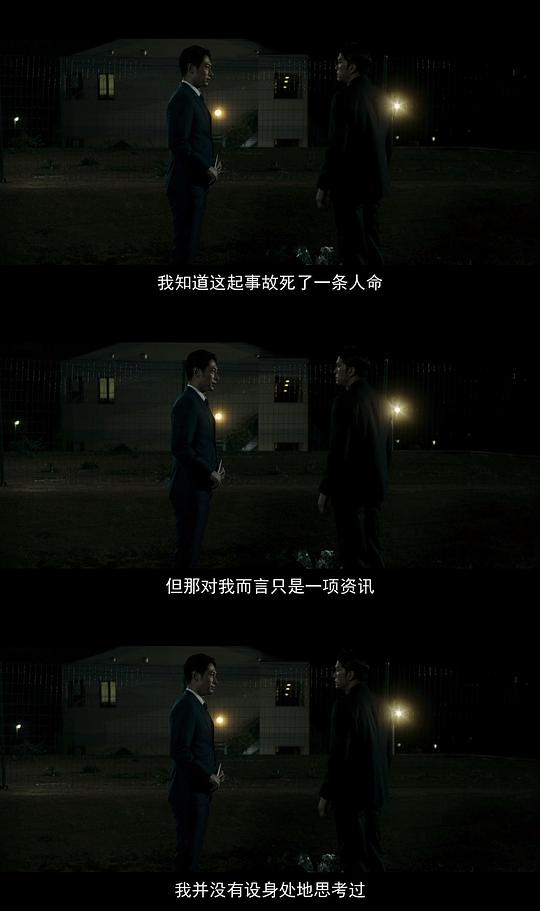 我知道这起事故死了一条人命
但那对我而言只是一项资讯
我并没有设身处地思考过